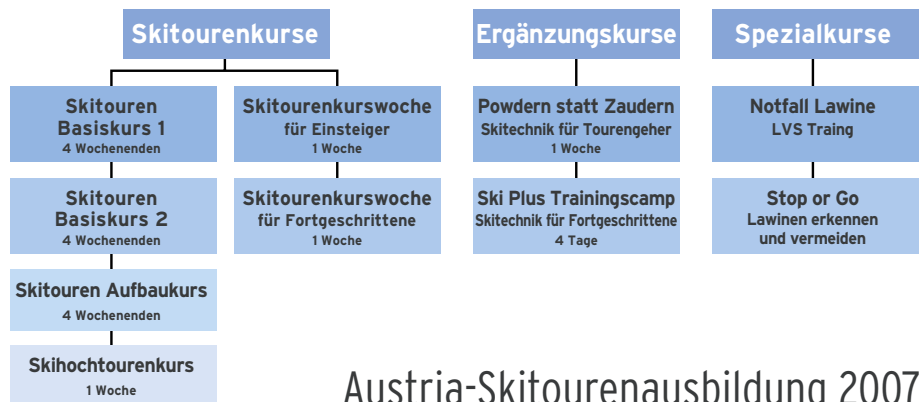 Skitourenkurse
Ergänzungskurse
Spezialkurse
Skitouren
Basiskurs 1
4 Wochenenden
Skitourenkurswoche
für Einsteiger
1 Woche
Powdern statt Zaudern
Skitechnik für Tourengeher
1 Woche
Notfall Lawine
LVS Traing
Skitouren
Basiskurs 2
4 Wochenenden
Skitourenkurswoche
für Fortgeschrittene
1 Woche
Ski Plus Trainingscamp
Skitechnik für Fortgeschrittene
4 Tage
Stop or Go
Lawinen erkennen
und vermeiden
Skitouren Aufbaukurs
4 Wochenenden
Skihochtourenkurs
1 Woche
Austria-Skitourenausbildung 2007